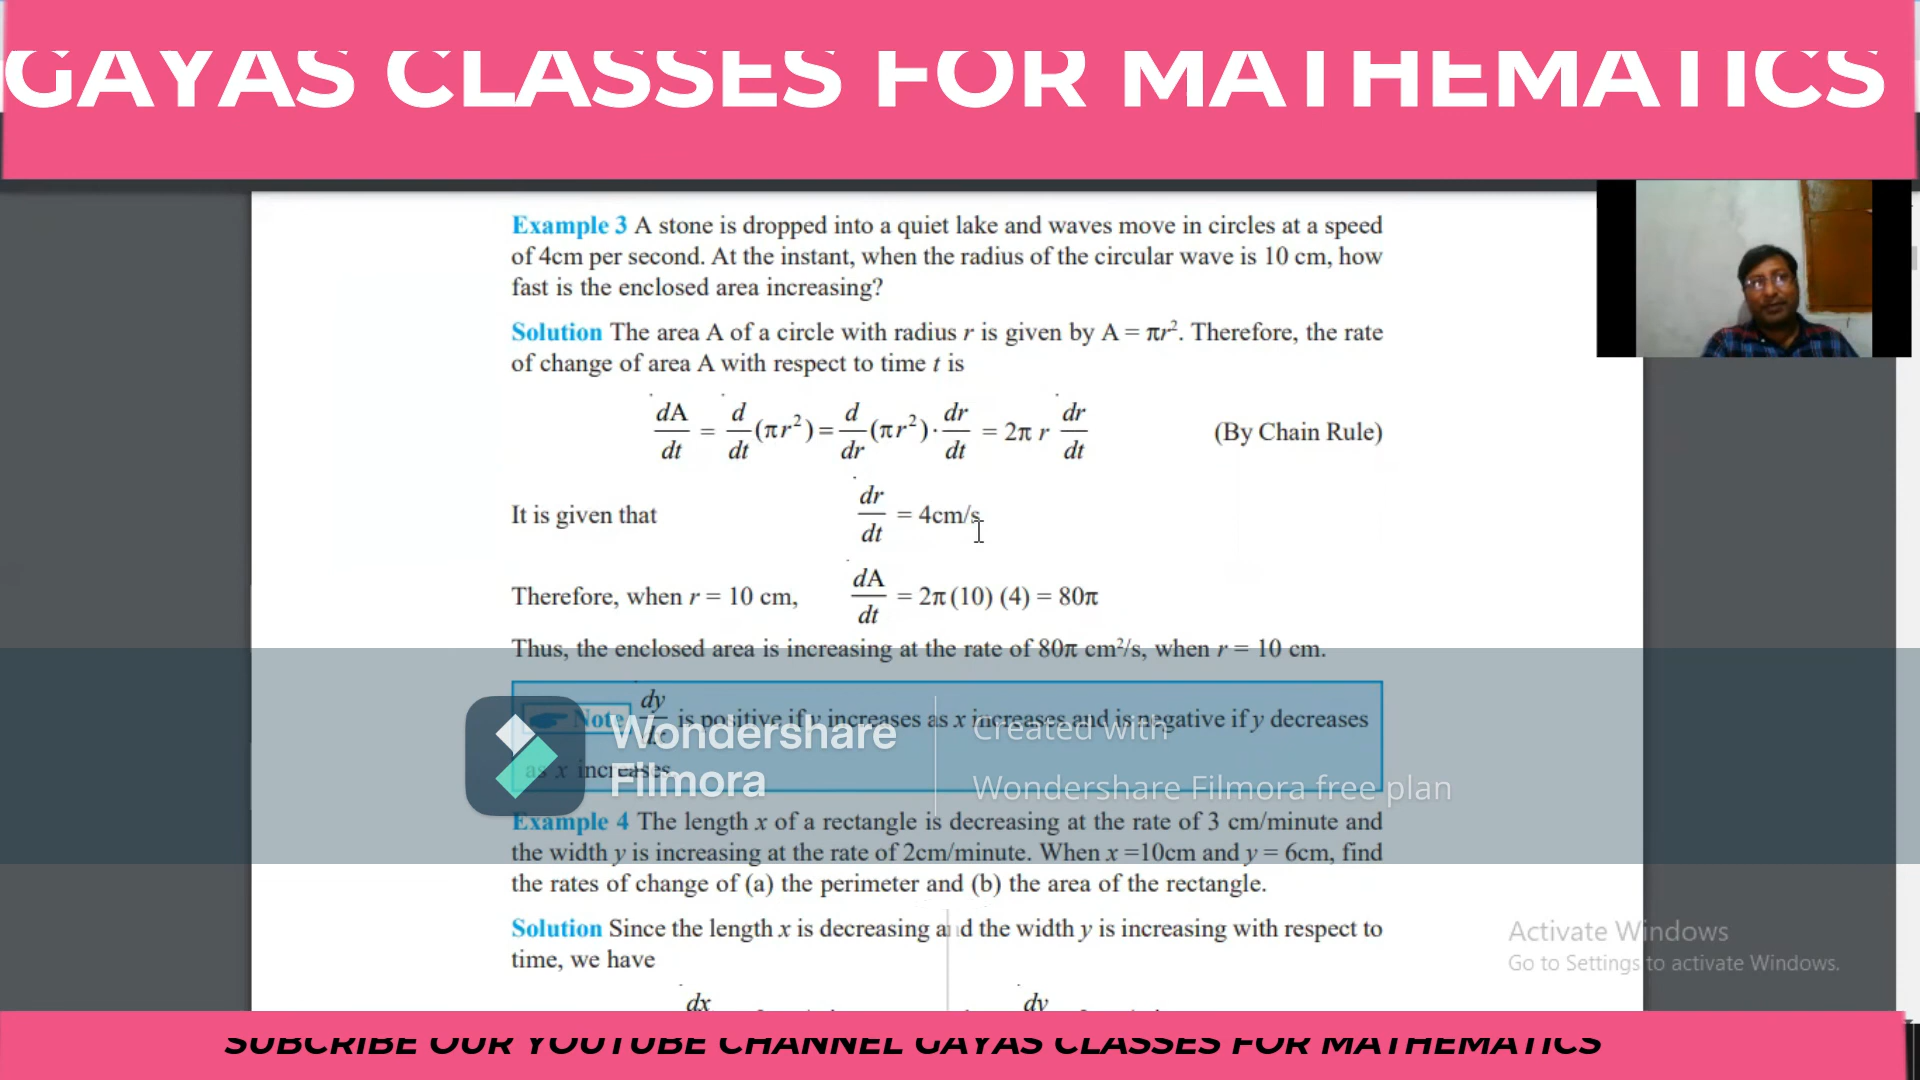 GAYAS CLASSES FOR MATHEMATICS
Example 3 A stone is dropped into a quiet lake and waves move in circles at a speed
of 4cm per second. At the instant, when the radius of the circular wave is 10 cm, how
fast is the enclosed area increasing?
Solution The area A of a circle with radius r is given by A = πr². Therefore, the rate
of change of area A with respect to time t is
dA/dt = d/dt (πr²) = d/dr (πr²) · dr/dt = 2π r dr/dt (By Chain Rule)
It is given that dr/dt = 4cm/s
Therefore, when r = 10 cm, dA/dt = 2π (10) (4) = 80π
Thus, the enclosed area is increasing at the rate of 80π cm²/s, when r = 10 cm.
Note dy/dx is positive if y increases as x increases and is negative if y decreases
as x increases
Wondershare
Filmora
Created with
Wondershare Filmora free plan
Example 4 The length x of a rectangle is decreasing at the rate of 3 cm/minute and
the width y is increasing at the rate of 2cm/minute. When x =10cm and y = 6cm, find
the rates of change of (a) the perimeter and (b) the area of the rectangle.
Solution Since the length x is decreasing and the width y is increasing with respect to
time, we have
dx dy
Activate Windows
Go to Settings to activate Windows.
SUBCRIBE OUR YOUTUBE CHANNEL GAYAS CLASSES FOR MATHEMATICS